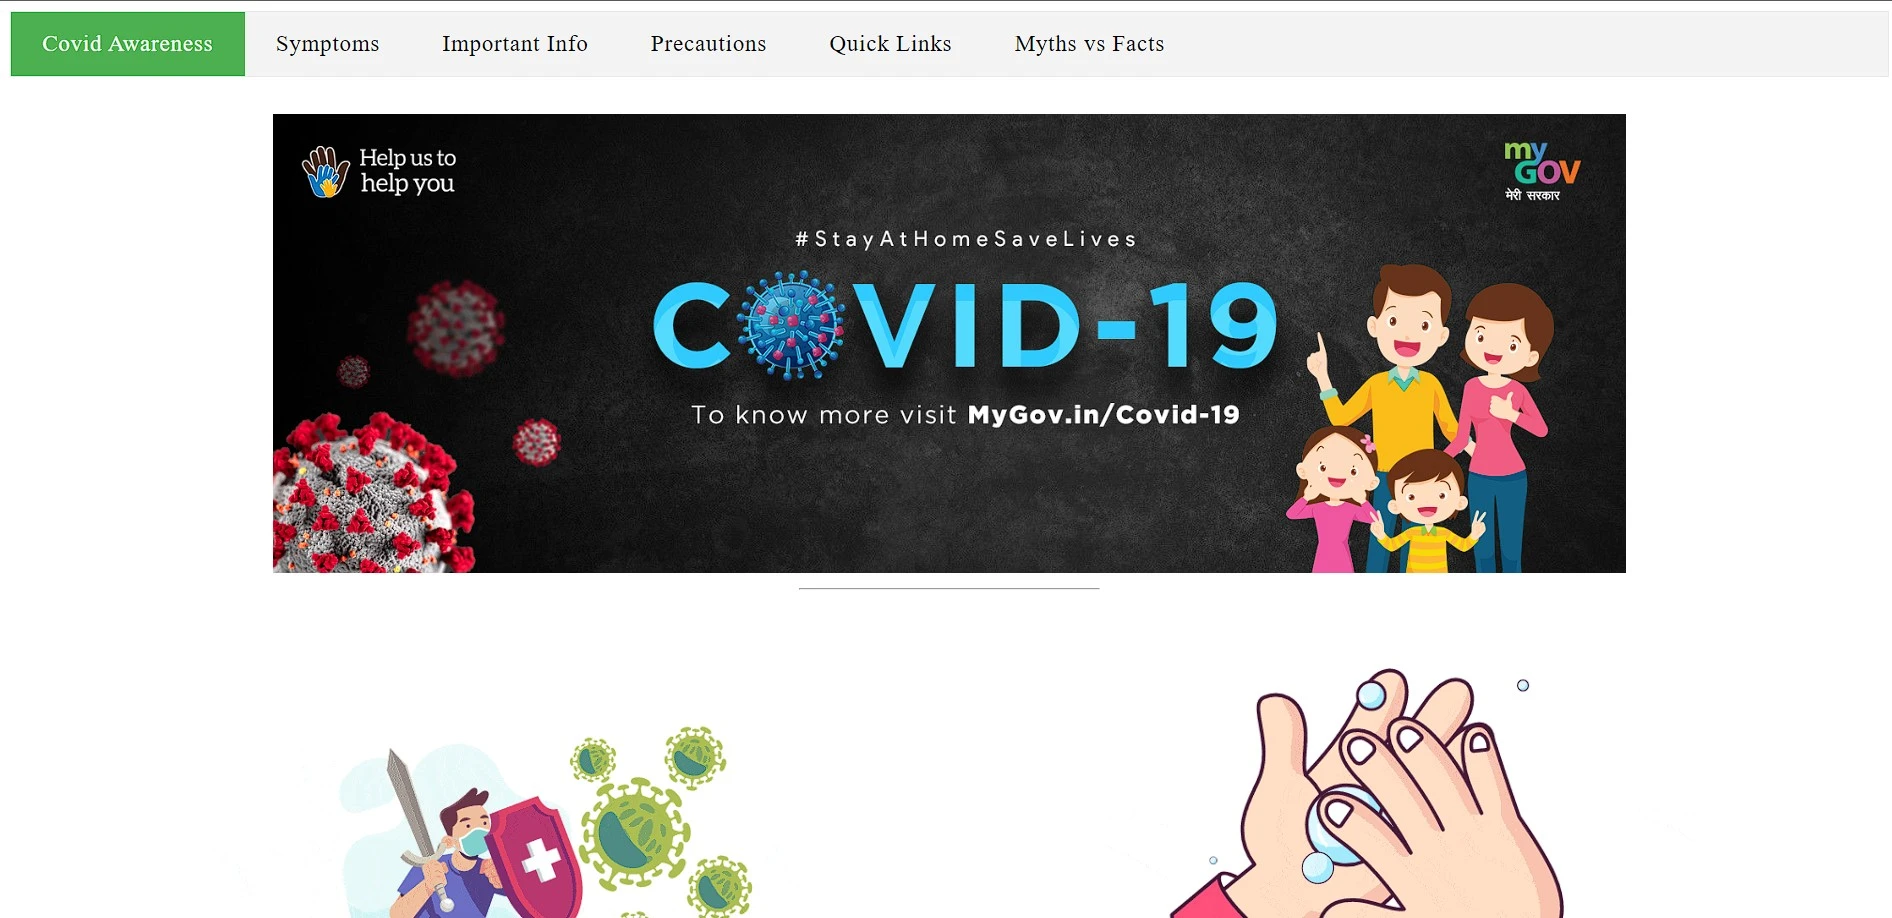 Covid Awareness
Symptoms
Important Info
Precautions
Quick Links
Myths vs Facts
Help us to
help you
my
GOV
मेरी सरकार
#StayAtHomeSaveLives
COVID-19
To know more visit MyGov.in/Covid-19